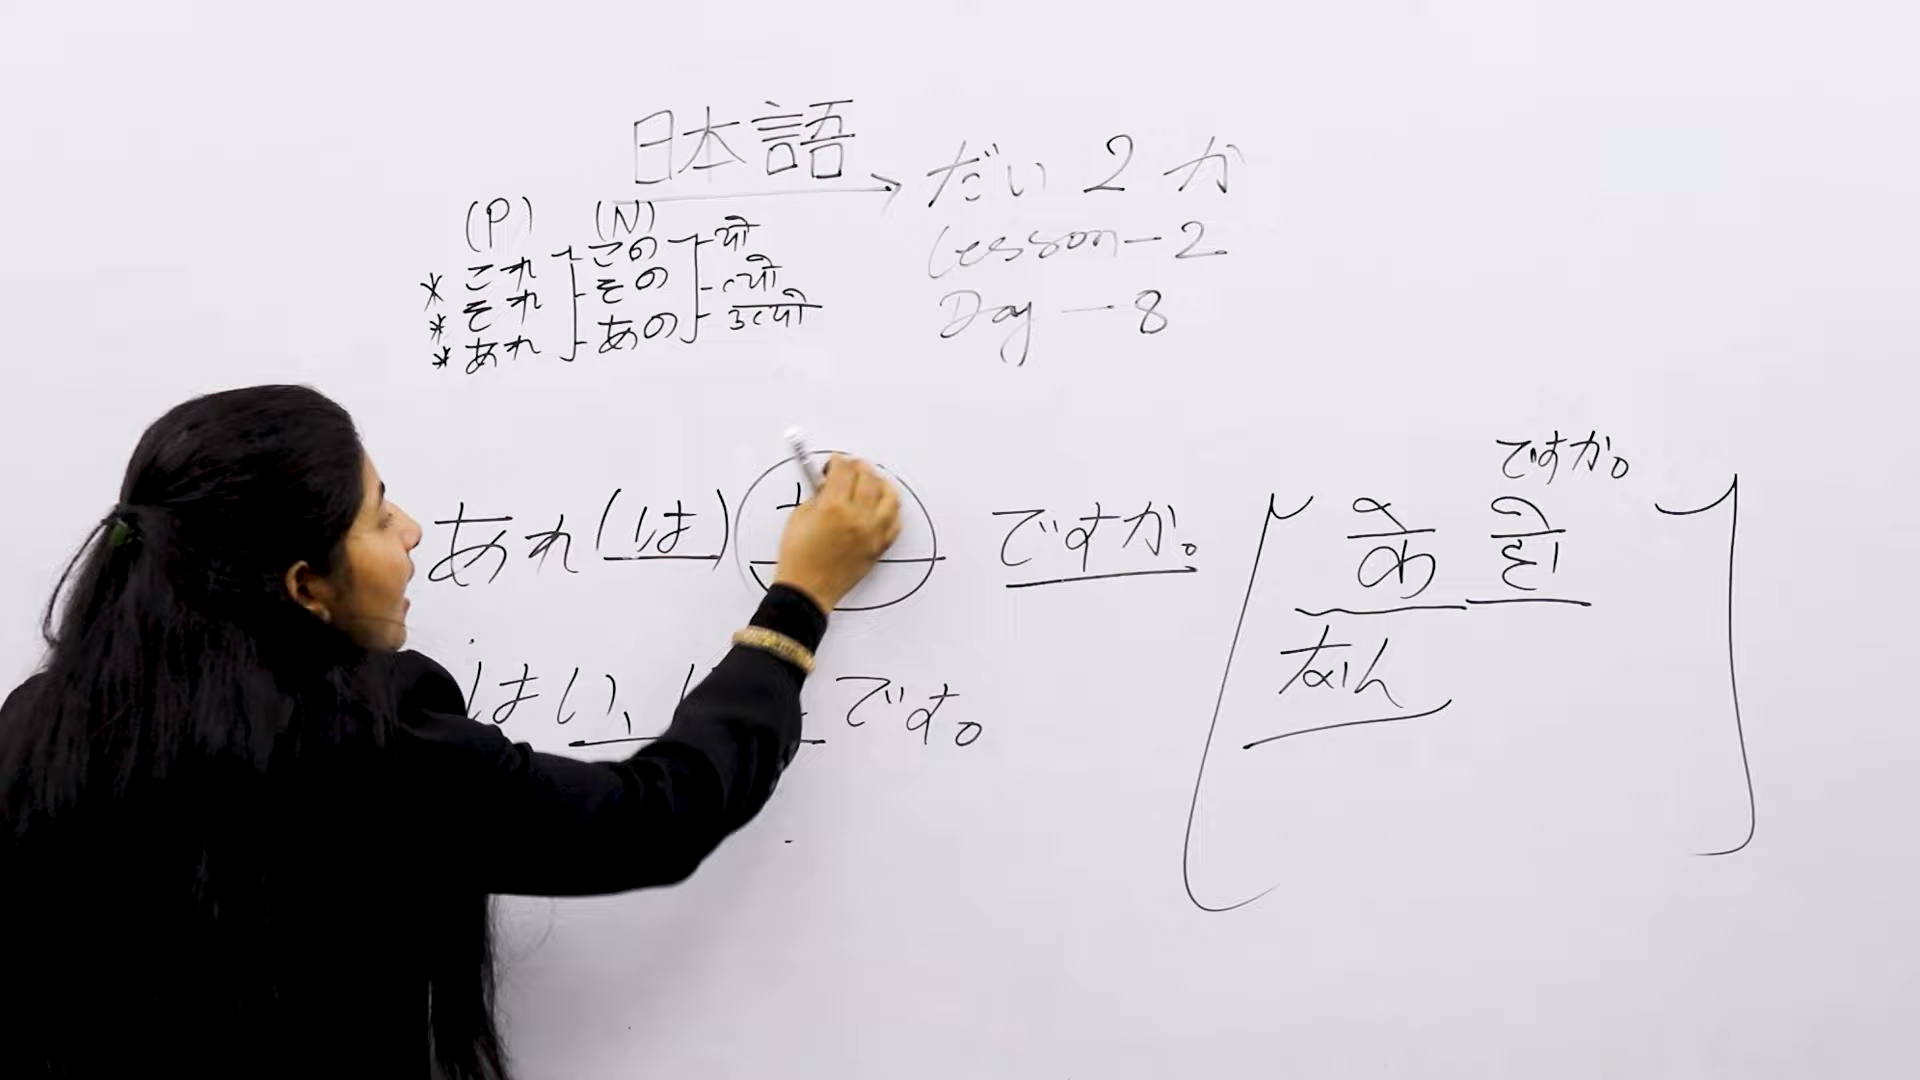 日本語 → だい 2 か
Lesson - 2
Day - 8
(P) (N)
* これ この - यो
* それ その - त्यो
* あれ あの - ऊ त्यो
あれ (は) ですか。
はい、 です。
ですか。
के हो
なん